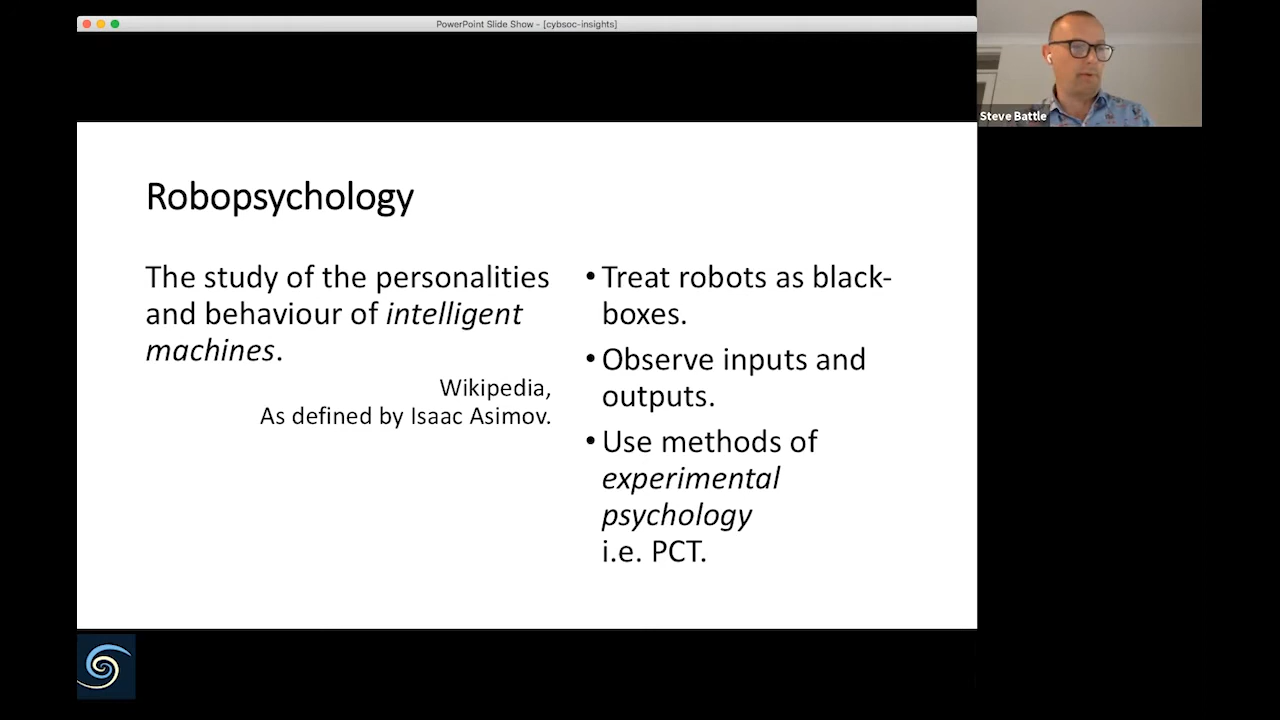 PowerPoint Slide Show - [cybsoc-insights]
Steve Battle
Robopsychology
The study of the personalities
and behaviour of intelligent
machines.
Wikipedia,
As defined by Isaac Asimov.
• Treat robots as black-
boxes.
• Observe inputs and
outputs.
• Use methods of
experimental
psychology
i.e. PCT.